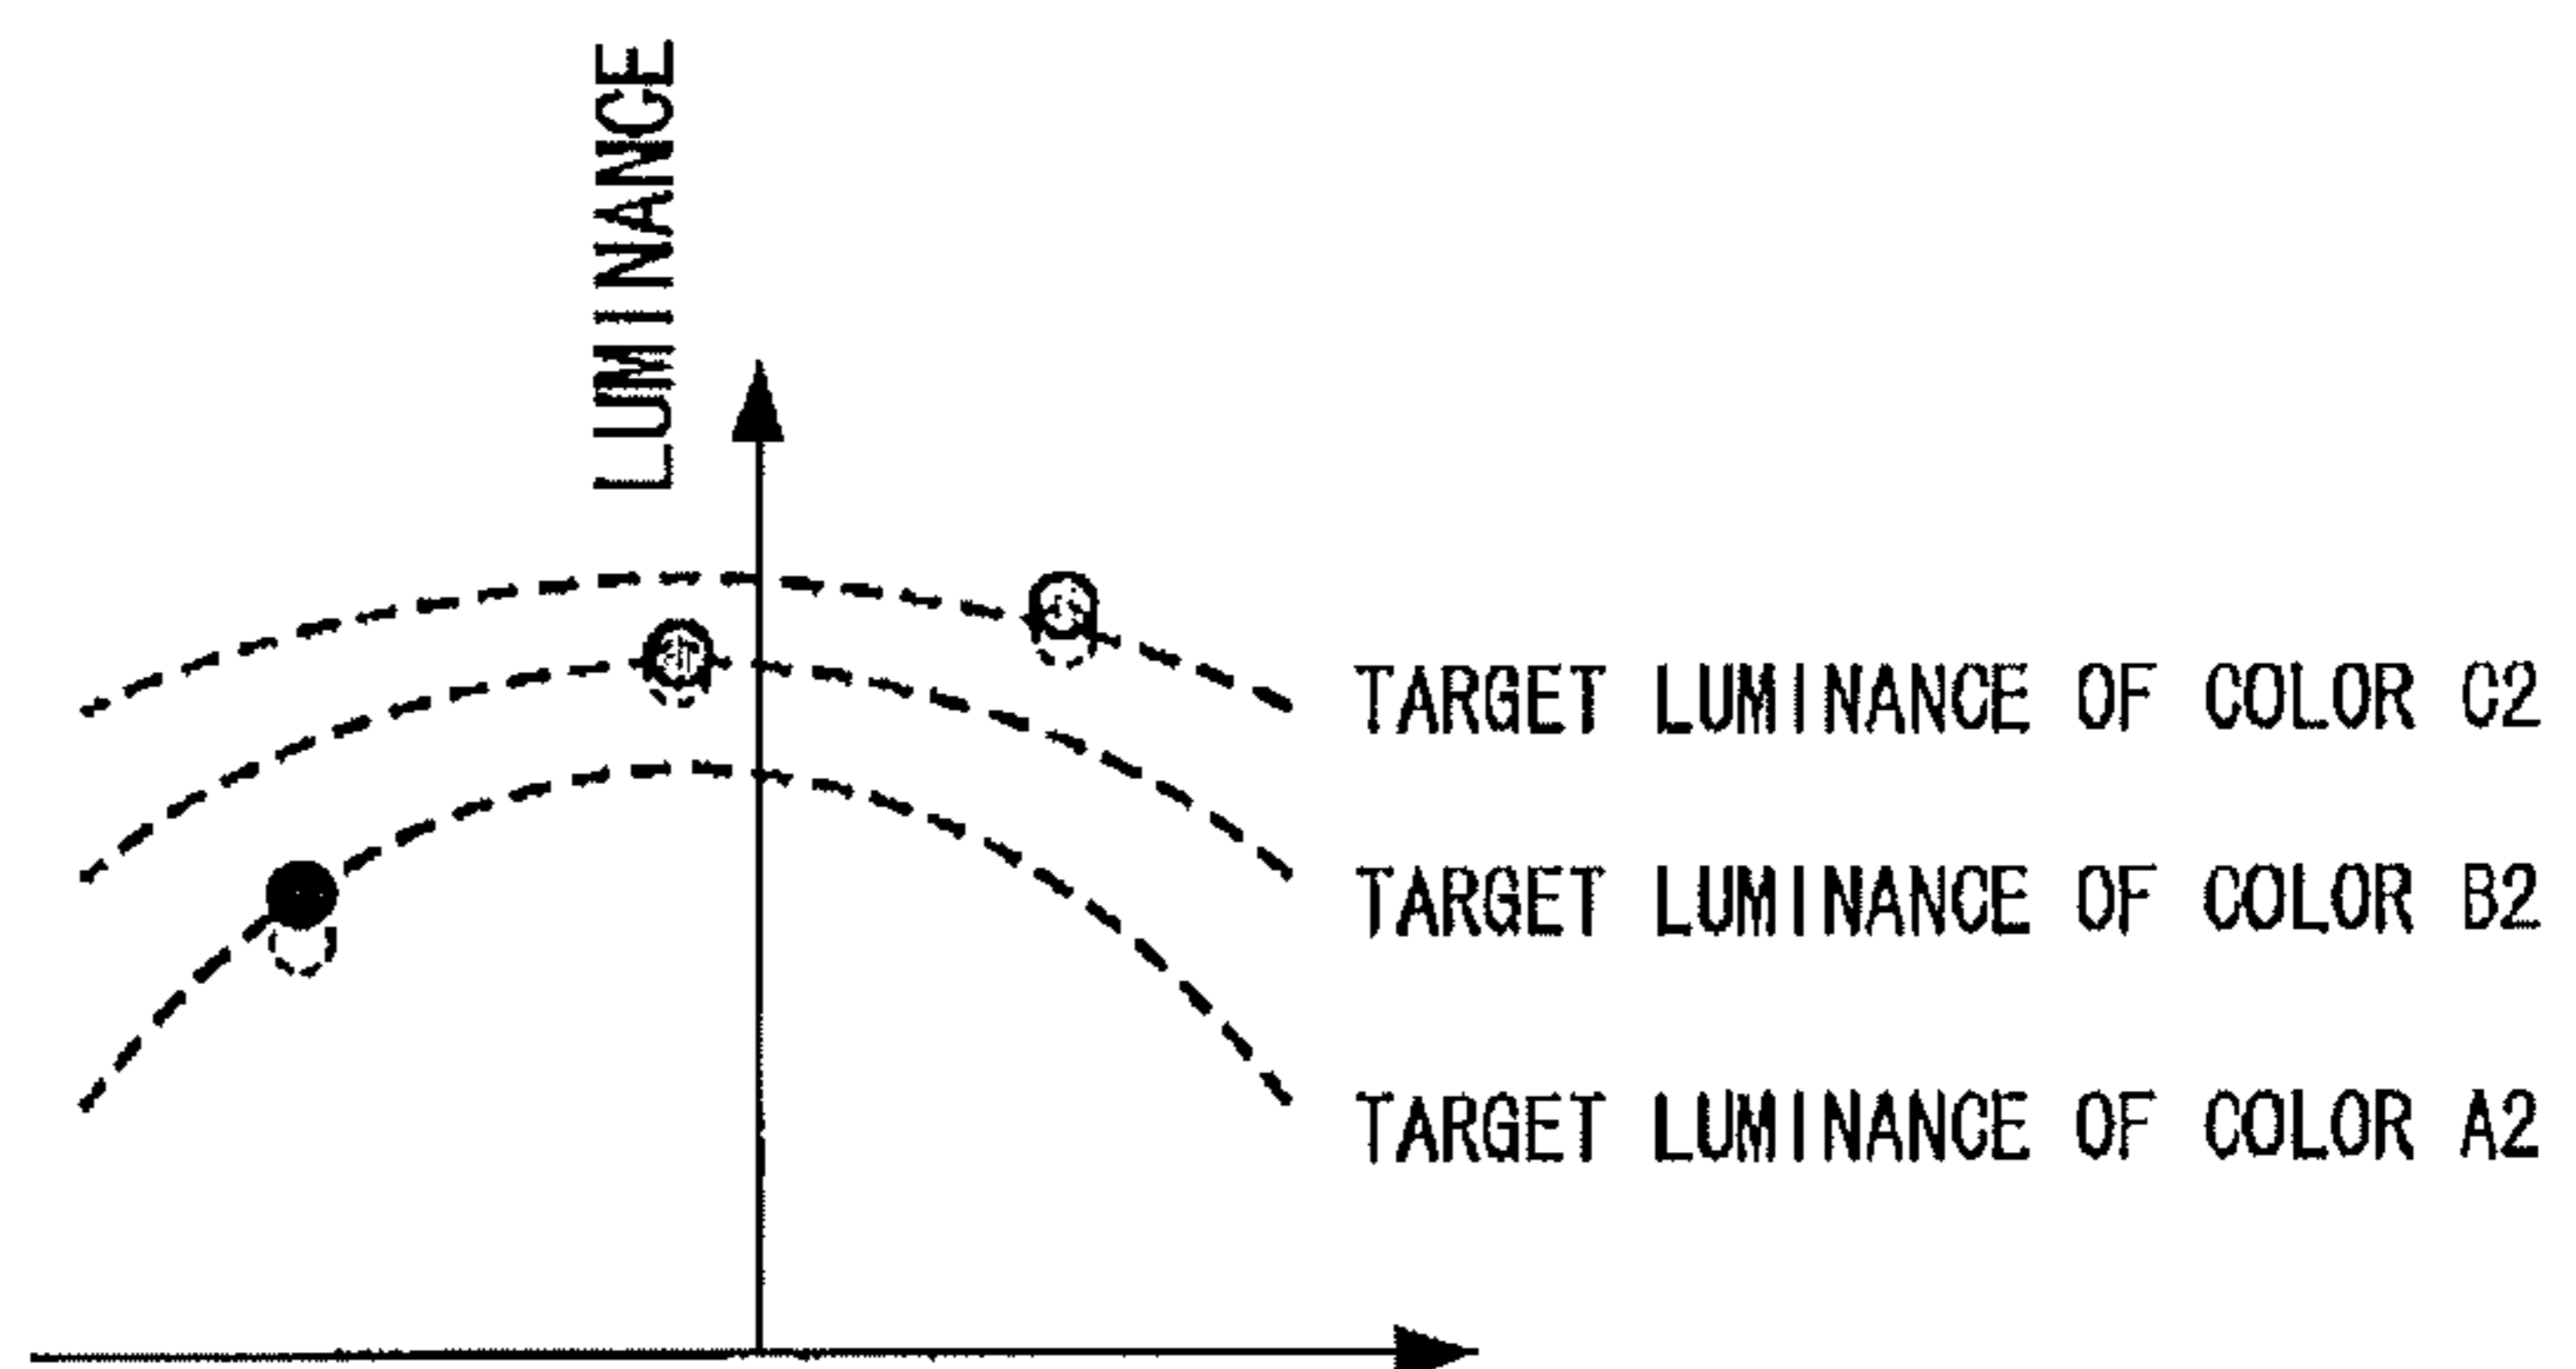 LUMINANCE
TARGET LUMINANCE OF COLOR C2
TARGET LUMINANCE OF COLOR B2
TARGET LUMINANCE OF COLOR A2